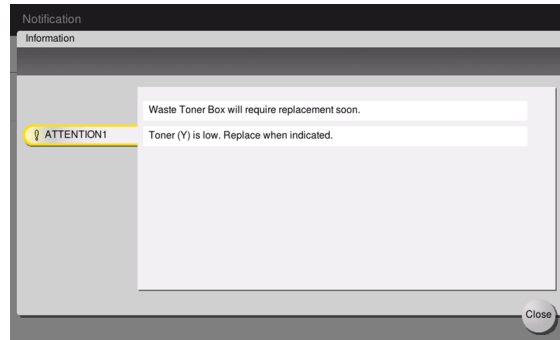 Notification
Information
Waste Toner Box will require replacement soon.
ATTENTION1
Toner (Y) is low. Replace when indicated.
Close